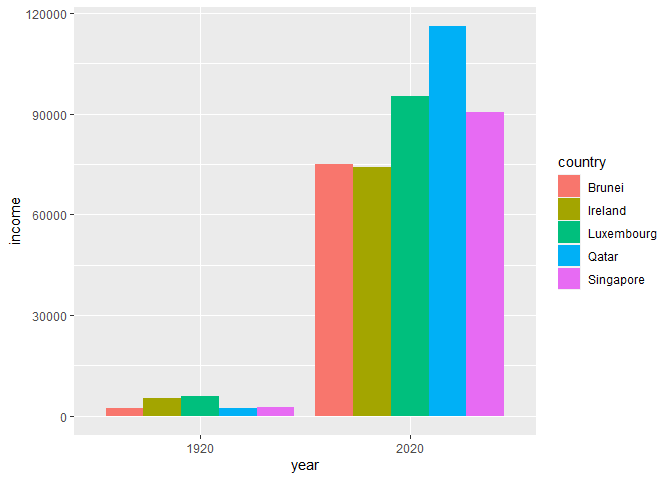 120000
90000
60000
30000
0
income
1920
2020
year
country
Brunei
Ireland
Luxembourg
Qatar
Singapore